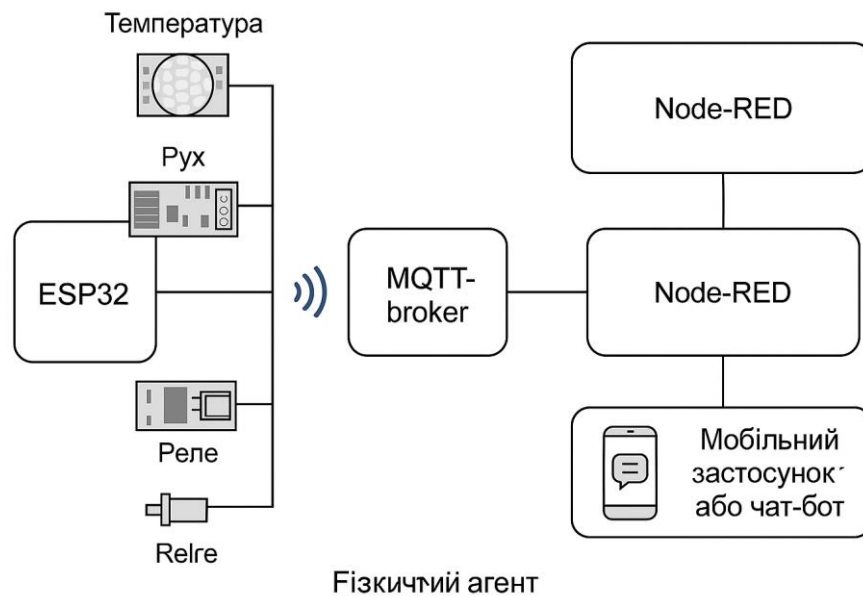 Температура
Рух
ESP32
Реле
Relre
MQTT-
broker
Node-RED
Node-RED
Мобільний
застосунок
або чат-бот
Fізкичтий агент